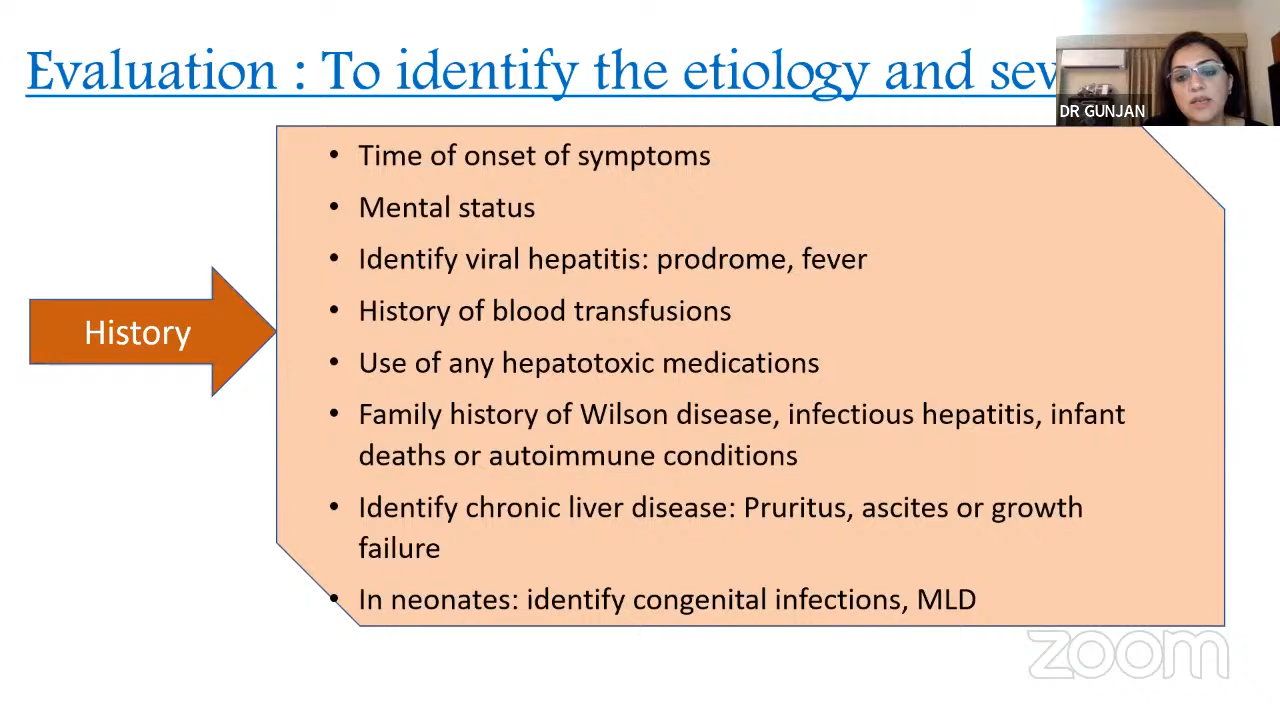 Evaluation : To identify the etiology and sev
DR GUNJAN
• Time of onset of symptoms
• Mental status
• Identify viral hepatitis: prodrome, fever
• History of blood transfusions
• Use of any hepatotoxic medications
• Family history of Wilson disease, infectious hepatitis, infant
deaths or autoimmune conditions
• Identify chronic liver disease: Pruritus, ascites or growth
failure
• In neonates: identify congenital infections, MLD
History
zoom